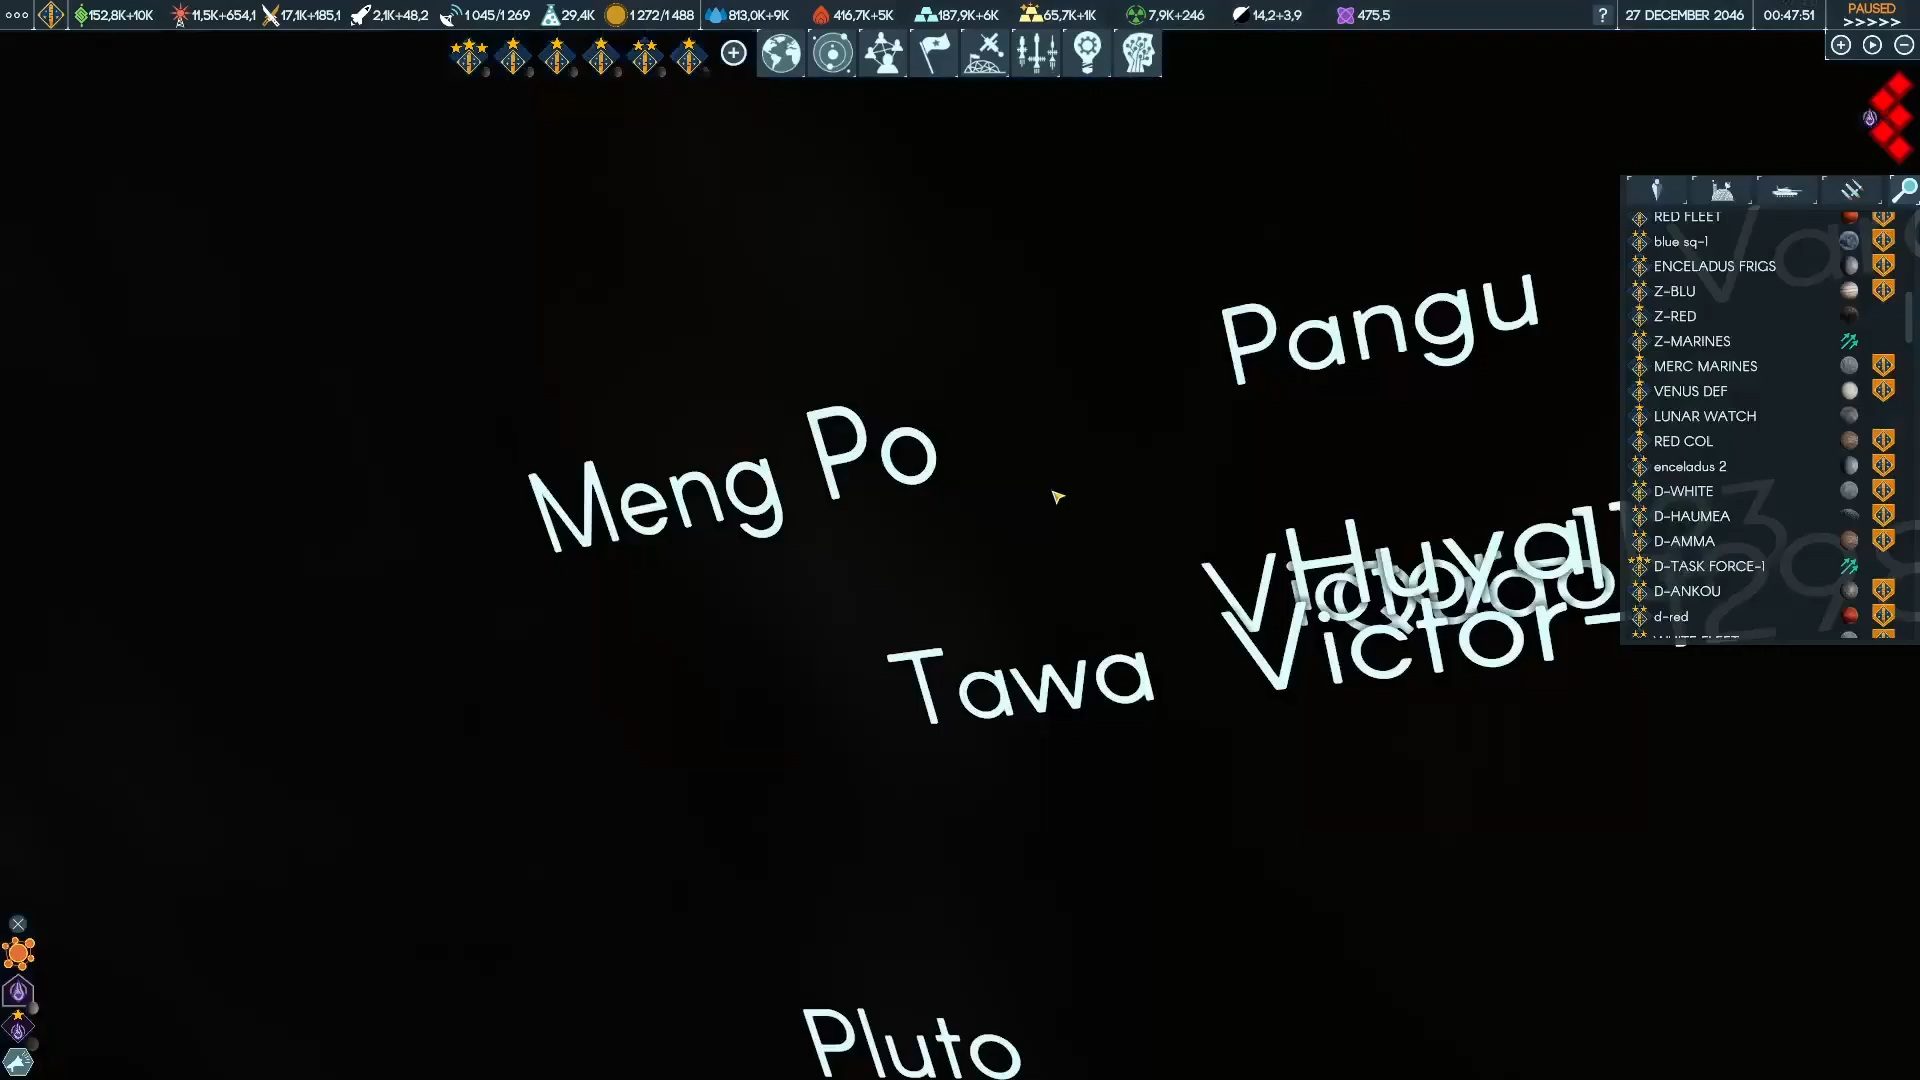 152,8K+10K 11,5K+654,1 17,1K+185,1 2,1K+48,2 1 045/1 269 29,4K 1 272/1 488 813,0K+9K 416,7K+5K 187,9K+6K 65,7K+1K 7,9K+246 14,2+3,9 475,5 ? 27 DECEMBER 2046 00:47:51 PAUSED
>>>>>
RED FLEET
blue sq-1
ENCELADUS FRIGS
Z-BLU
Z-RED
Z-MARINES
MERC MARINES
VENUS DEF
LUNAR WATCH
RED COL
enceladus 2
D-WHITE
D-HAUMEA
D-AMMA
D-TASK FORCE-1
D-ANKOU
d-red
WHITE FLEET
Pangu
Meng Po
Huya
Victor-
Tawa
Pluto